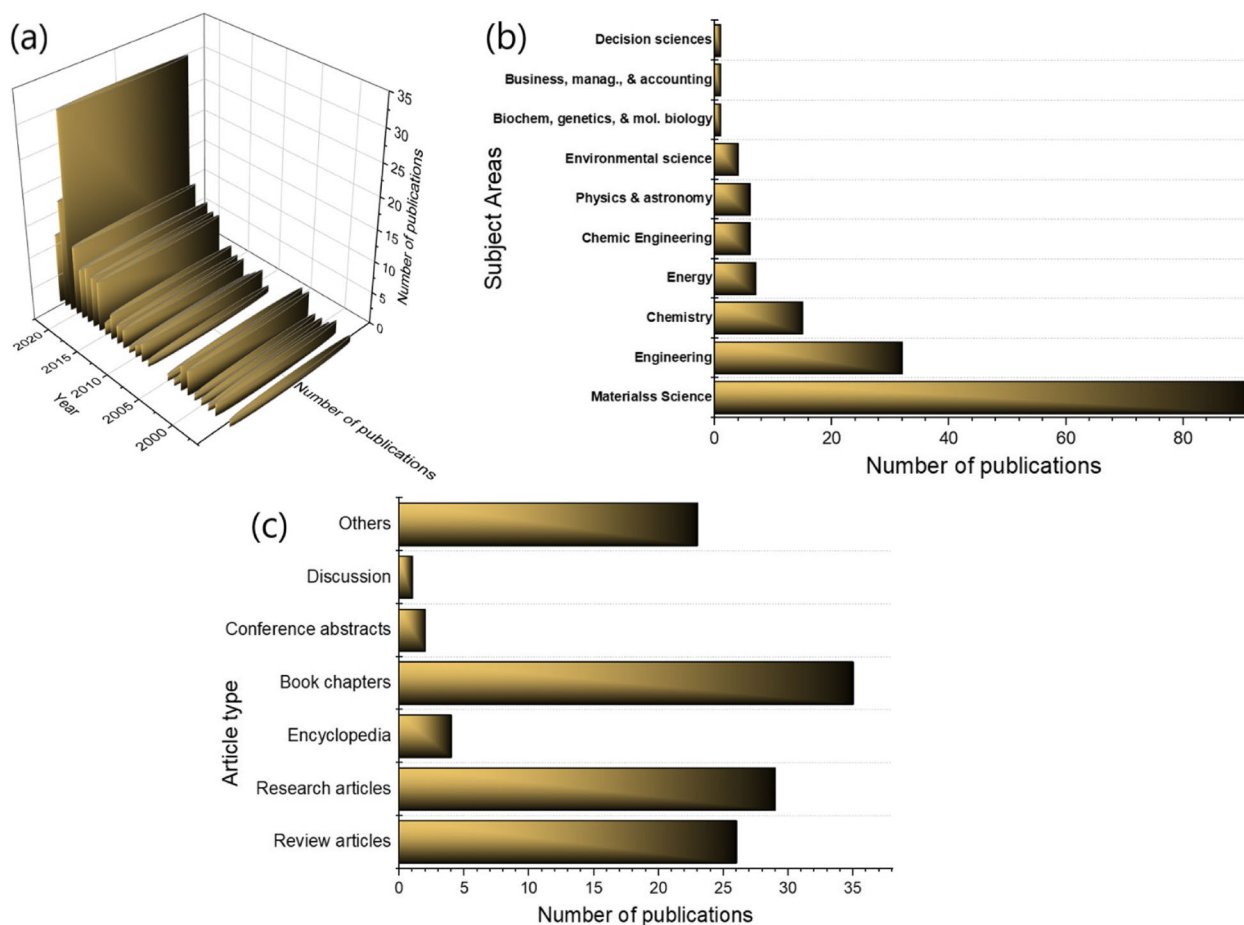 (a)
35
30
25
20
15
10
5
0
Number of publications
2020
2015
2010
2005
2000
Year
Number of publications
(b)
Subject Areas
Decision sciences
Business, manag., & accounting
Biochem, genetics, & mol. biology
Environmental science
Physics & astronomy
Chemic Engineering
Energy
Chemistry
Engineering
Materialss Science
0 20 40 60 80
Number of publications
(c)
Article type
Others
Discussion
Conference abstracts
Book chapters
Encyclopedia
Research articles
Review articles
0 5 10 15 20 25 30 35
Number of publications